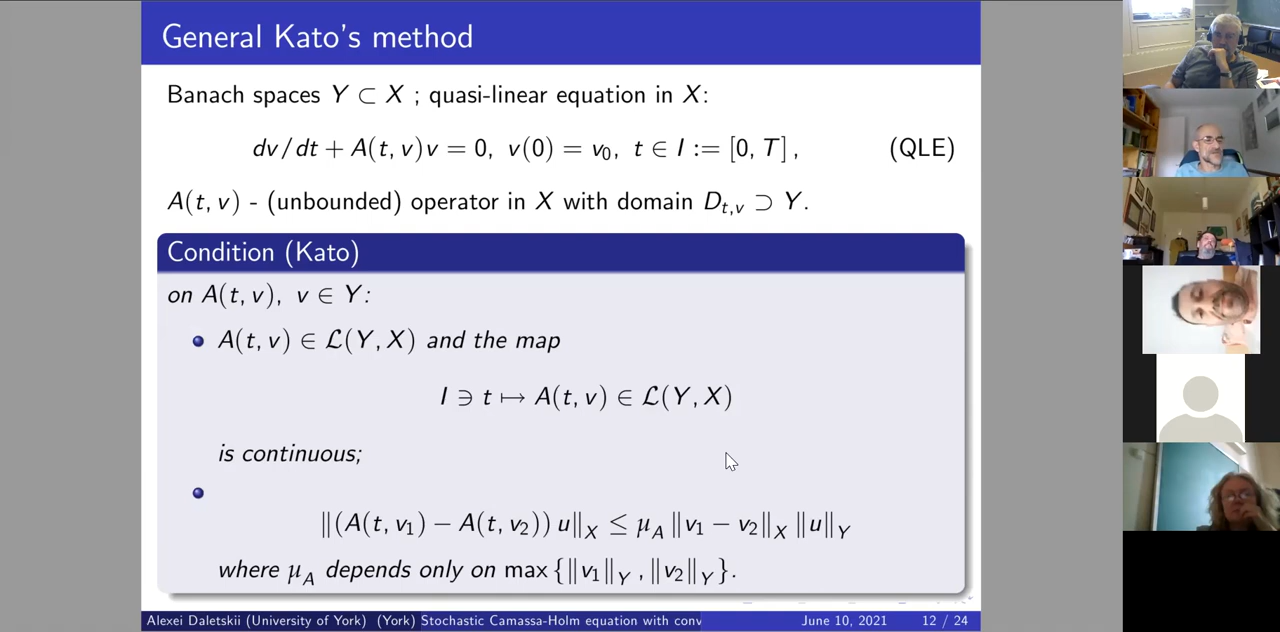 General Kato's method
Banach spaces Y ⊂ X ; quasi-linear equation in X:
dv/dt + A(t, v)v = 0, v(0) = v₀, t ∈ I := [0, T] , (QLE)
A(t, v) - (unbounded) operator in X with domain D_{t,v} ⊃ Y.
Condition (Kato)
on A(t, v), v ∈ Y:
• A(t, v) ∈ ℒ(Y, X) and the map
I ∋ t ↦ A(t, v) ∈ ℒ(Y, X)
is continuous;
•
‖(A(t, v₁) − A(t, v₂)) u‖_X ≤ μ_A ‖v₁ − v₂‖_X ‖u‖_Y
where μ_A depends only on max {‖v₁‖_Y , ‖v₂‖_Y}.
Alexei Daletskii (University of York) (York) Stochastic Camassa-Holm equation with conv June 10, 2021 12 / 24